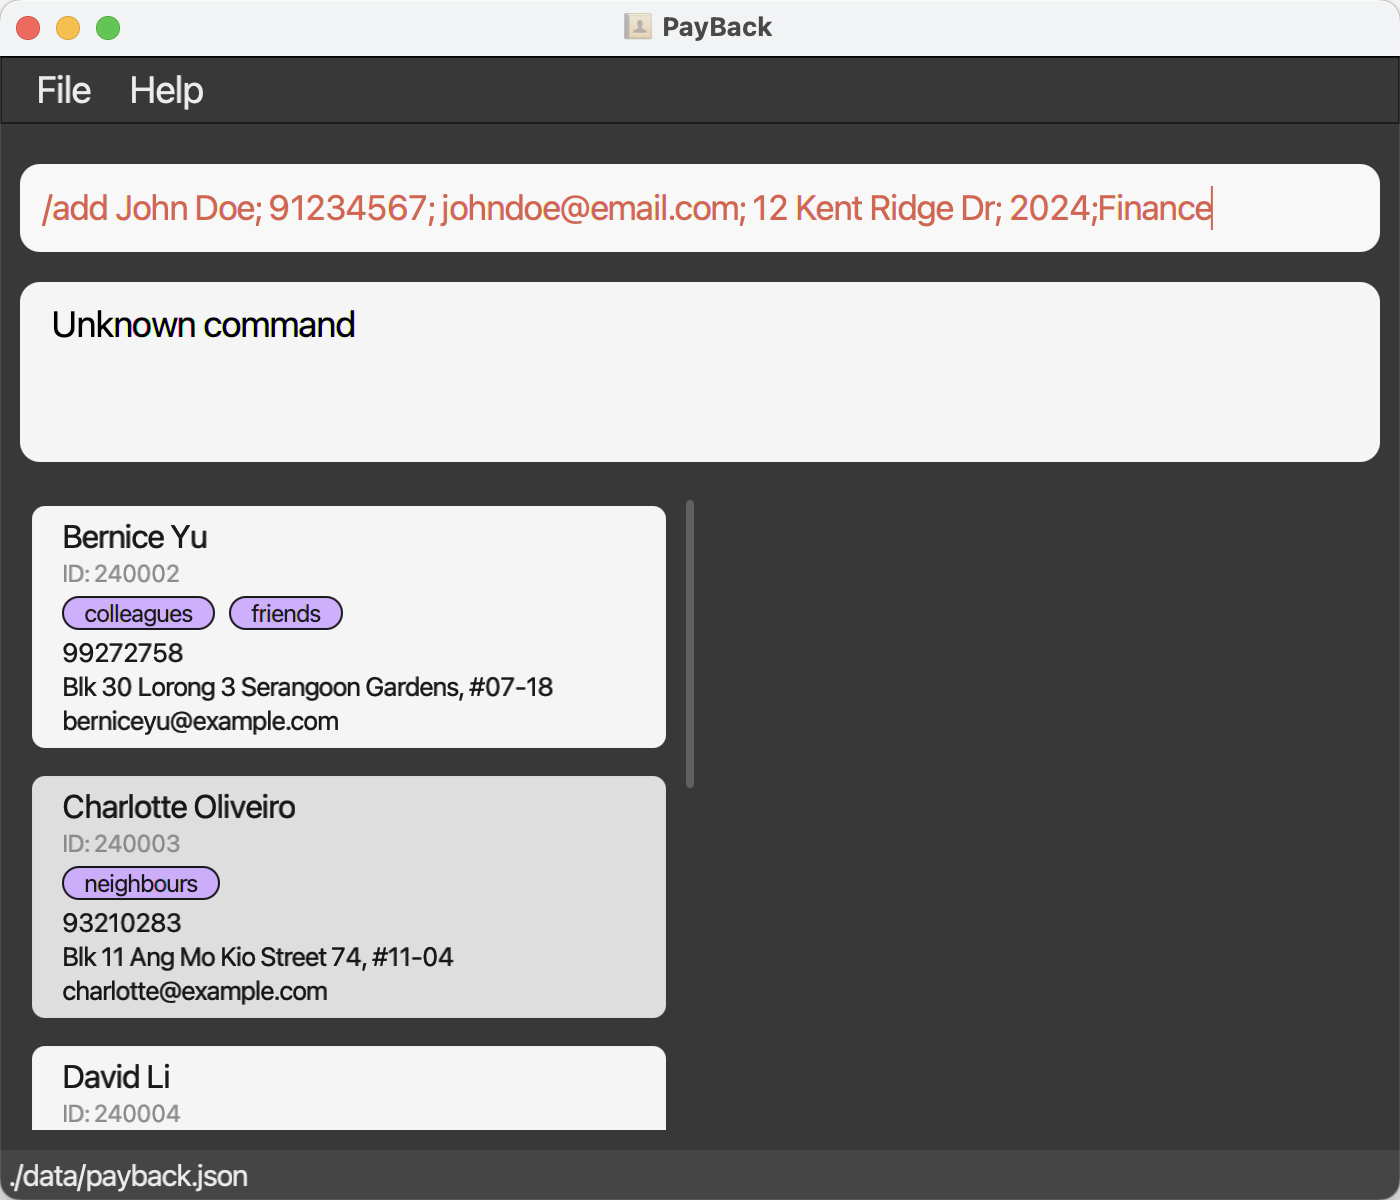 PayBack
File Help
/add John Doe; 91234567; johndoe@email.com; 12 Kent Ridge Dr; 2024;Finance
Unknown command
Bernice Yu
ID: 240002
colleagues friends
99272758
Blk 30 Lorong 3 Serangoon Gardens, #07-18
berniceyu@example.com
Charlotte Oliveiro
ID: 240003
neighbours
93210283
Blk 11 Ang Mo Kio Street 74, #11-04
charlotte@example.com
David Li
ID: 240004
./data/payback.json